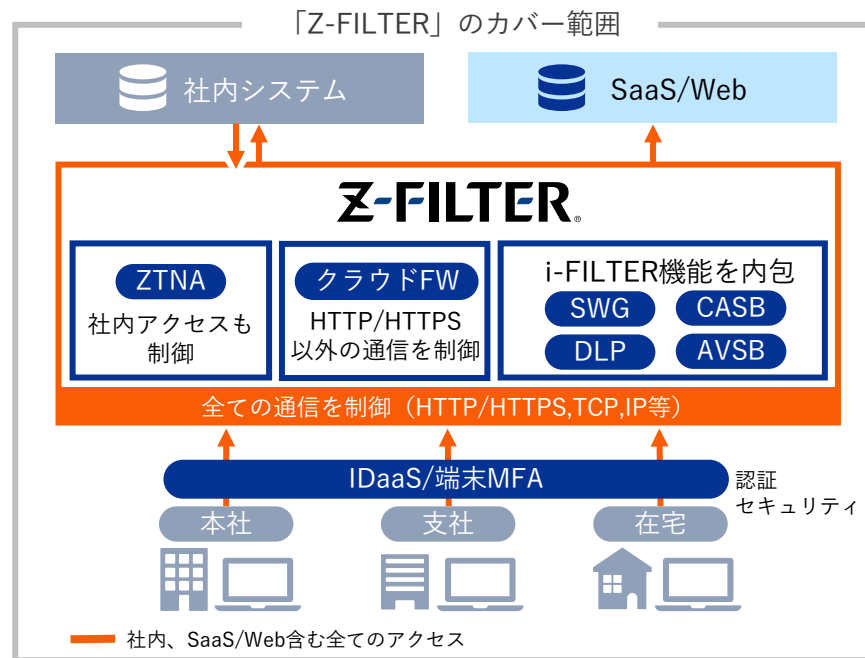 「Z-FILTER」のカバー範囲
社内システム
SaaS/Web
Z-FILTER®
ZTNA
社内アクセスも
制御
クラウドFW
HTTP/HTTPS
以外の通信を制御
i-FILTER機能を内包
SWG
CASB
DLP
AVSB
全ての通信を制御（HTTP/HTTPS,TCP,IP等）
IDaaS/端末MFA
認証
セキュリティ
本社
支社
在宅
社内、SaaS/Web含む全てのアクセス